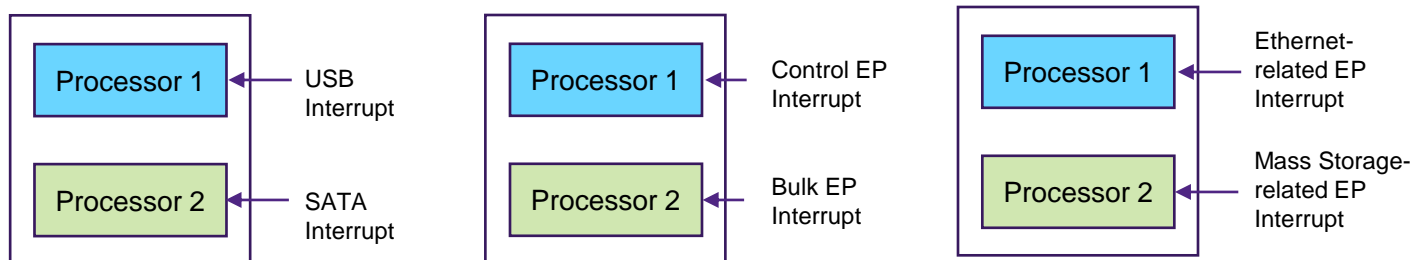 Processor 1
USB
Interrupt
Processor 2
SATA
Interrupt
Processor 1
Control EP
Interrupt
Processor 2
Bulk EP
Interrupt
Processor 1
Ethernet-
related EP
Interrupt
Processor 2
Mass Storage-
related EP
Interrupt